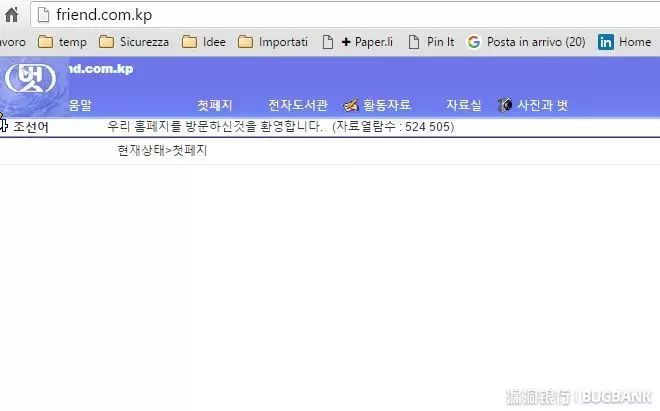 friend.com.kp
avoro temp Sicurezza Idee Importati + Paper.li Pin It Posta in arrivo (20) Home
벗 nd.com.kp
움말 첫페지 전자도서관 활동자료 자료실 사진과 벗
조선어 우리 홈페지를 방문하신것을 환영합니다. (자료열람수 : 524 505)
현재상태>첫페지
漏洞银行 | BUGBANK